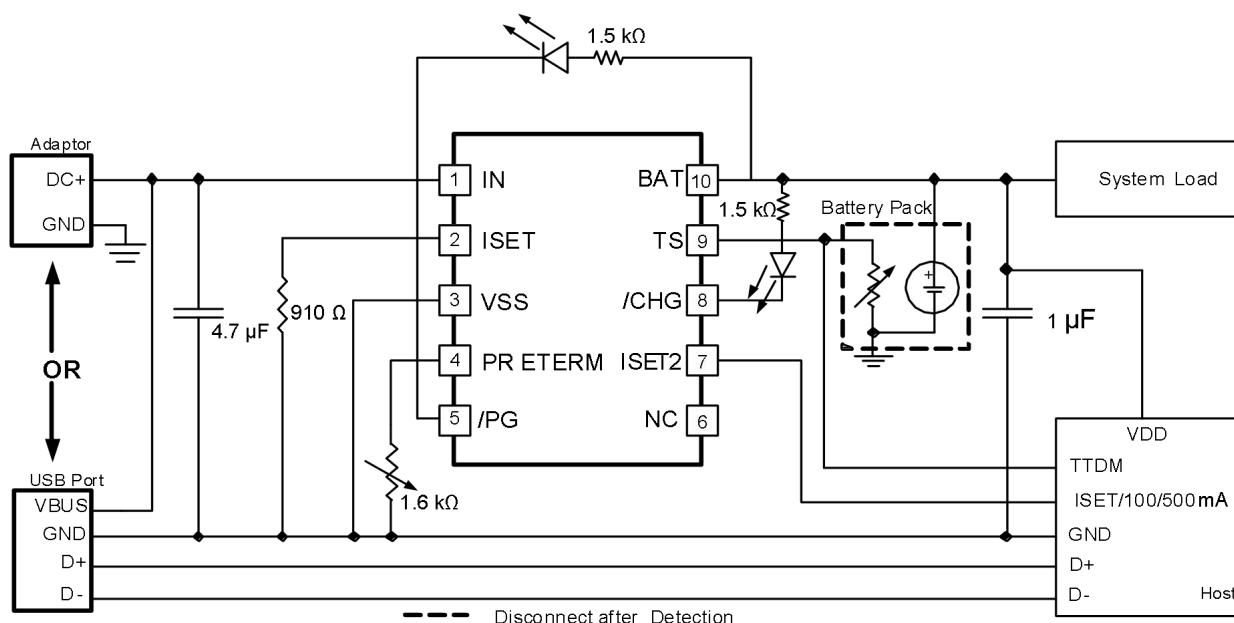 1.5 kΩ
Adaptor
DC+
GND
OR
USB Port
VBUS
GND
D+
D-
4.7 µF
910 Ω
1.6 kΩ
1 IN
2 ISET
3 VSS
4 PRETERM
5 /PG
BAT 10
TS 9
/CHG 8
ISET2 7
NC 6
1.5 kΩ
Battery Pack
+
1 µF
System Load
VDD
TTDM
ISET/100/500mA
GND
D+
D-
Host
Disconnect after Detection